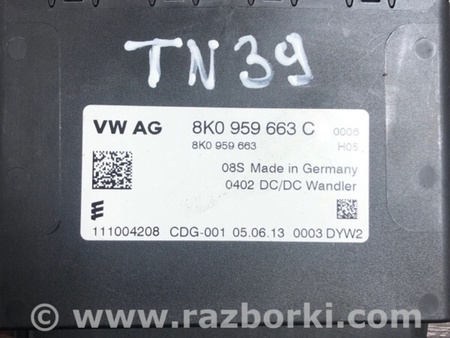 TN39
VW AG 8K0 959 663 C 0006
8K0 959 663 H05
08S Made in Germany
0402 DC/DC Wandler
111004208 CDG-001 05.06.13 0003 DYW2
© www.razborki.com